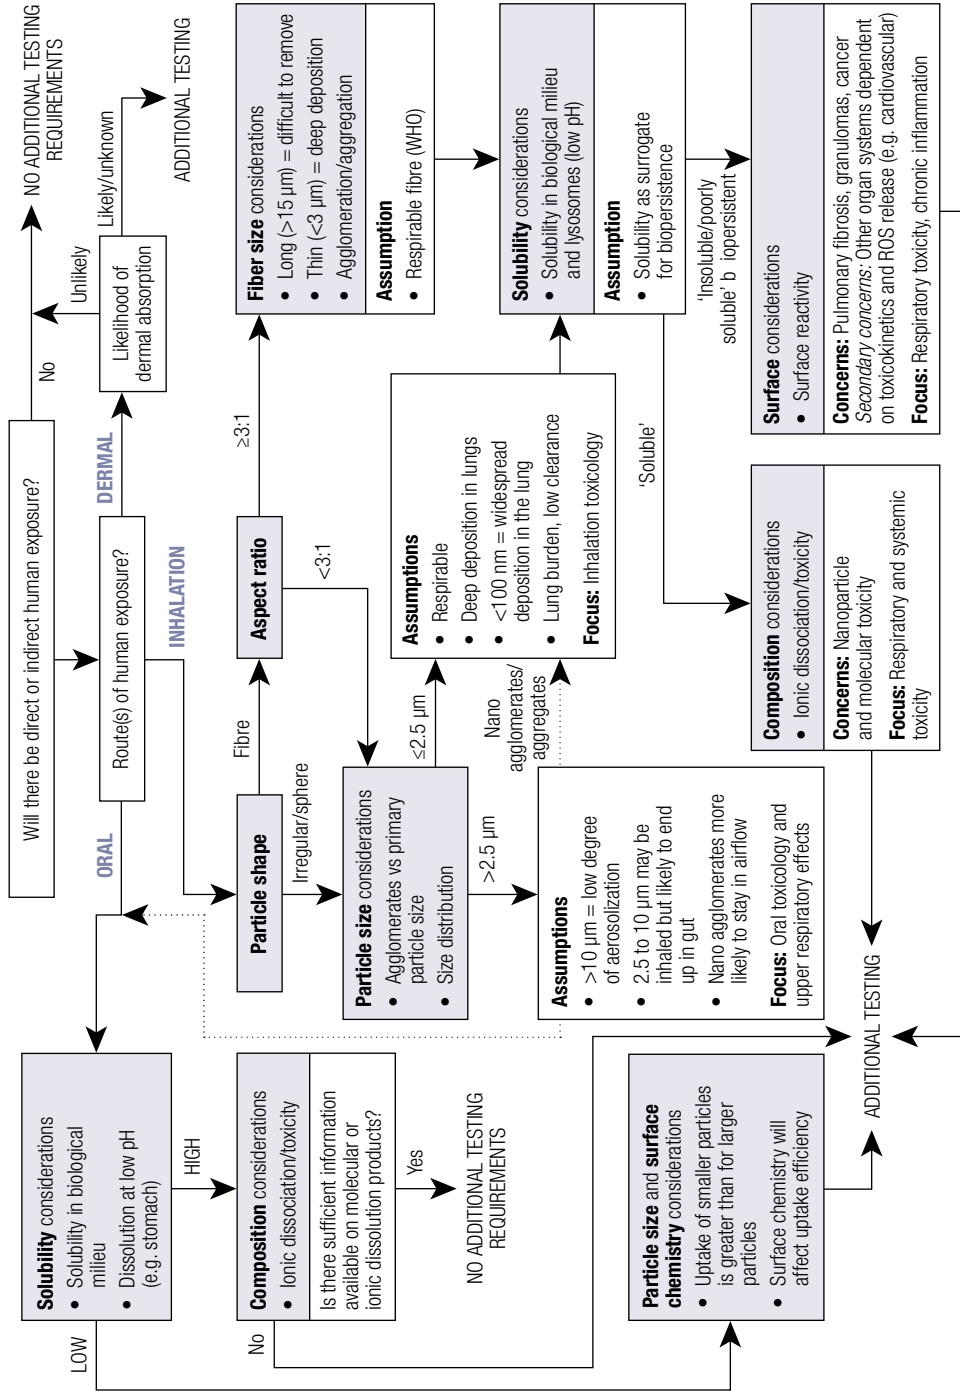 Will there be direct or indirect human exposure?
No
NO ADDITIONAL TESTING
REQUIREMENTS
Route(s) of human exposure?
ORAL
DERMAL
INHALATION
Likelihood of
dermal absorption
Unlikely
Likely/unknown
ADDITIONAL TESTING
Solubility considerations
• Solubility in biological
milieu
• Dissolution at low pH
(e.g. stomach)
LOW
HIGH
Composition considerations
• Ionic dissociation/toxicity
Is there sufficient information
available on molecular or
ionic dissolution products?
No
Yes
NO ADDITIONAL TESTING
REQUIREMENTS
Particle size and surface
chemistry considerations
• Uptake of smaller particles
is greater than for larger
particles
• Surface chemistry will
affect uptake efficiency
Particle shape
Fibre
Irregular/sphere
Aspect ratio
≥3:1
<3:1
Particle size considerations
• Agglomerates vs primary
particle size
• Size distribution
≤2.5 µm
>2.5 µm
Assumptions
• >10 µm = low degree
of aerosolization
• 2.5 to 10 µm may be
inhaled but likely to end
up in gut
• Nano agglomerates more
likely to stay in airflow
Focus: Oral toxicology and
upper respiratory effects
Nano
agglomerates/
aggregates
Assumptions
• Respirable
• Deep deposition in lungs
• <100 nm = widespread
deposition in the lung
• Lung burden, low clearance
Focus: Inhalation toxicology
Fiber size considerations
• Long (>15 µm) = difficult to remove
• Thin (<3 µm) = deep deposition
• Agglomeration/aggregation
Assumption
• Respirable fibre (WHO)
Solubility considerations
• Solubility in biological milieu
and lysosomes (low pH)
Assumption
• Solubility as surrogate
for biopersistence
'Soluble'
'Insoluble/poorly
soluble' b iopersistent
Composition considerations
• Ionic dissociation/toxicity
Concerns: Nanoparticle
and molecular toxicity
Focus: Respiratory and systemic
toxicity
Surface considerations
• Surface reactivity
Concerns: Pulmonary fibrosis, granulomas, cancer
Secondary concerns: Other organ systems dependent
on toxicokinetics and ROS release (e.g. cardiovascular)
Focus: Respiratory toxicity, chronic inflammation
ADDITIONAL TESTING